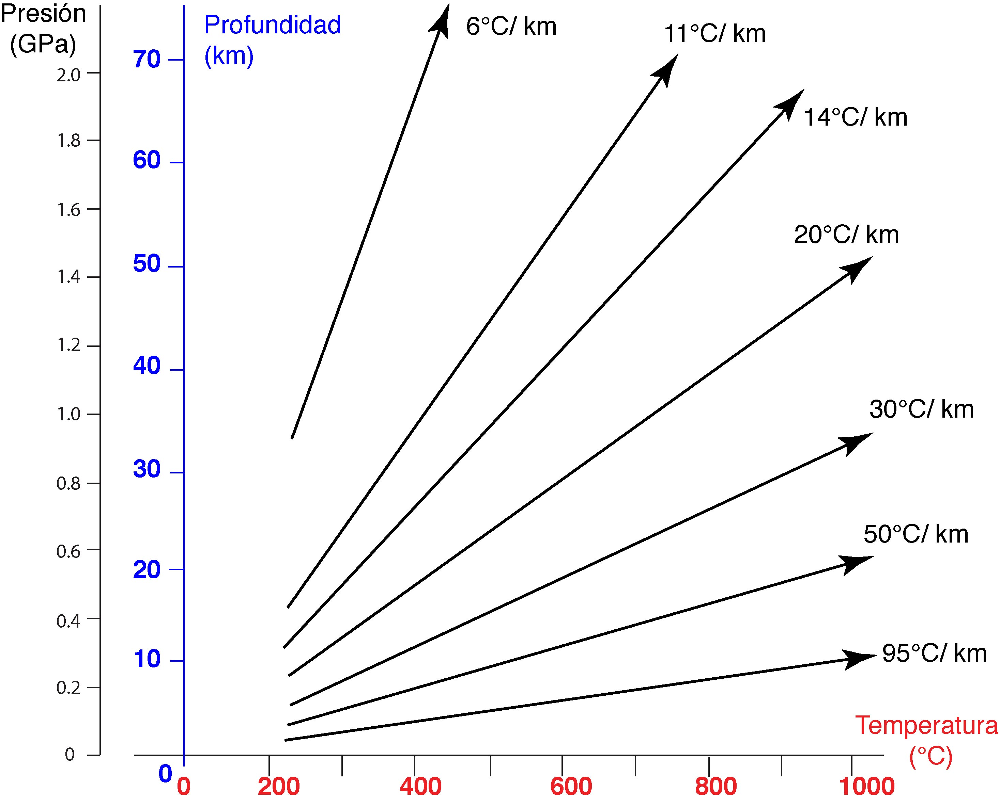 Presión
(GPa)
Profundidad
(km)
6°C/ km
11°C/ km
14°C/ km
20°C/ km
30°C/ km
50°C/ km
95°C/ km
2.0
1.8
1.6
1.4
1.2
1.0
0.8
0.6
0.4
0.2
0
70
60
50
40
30
20
10
0
Temperatura
(°C)
0 200 400 600 800 1000